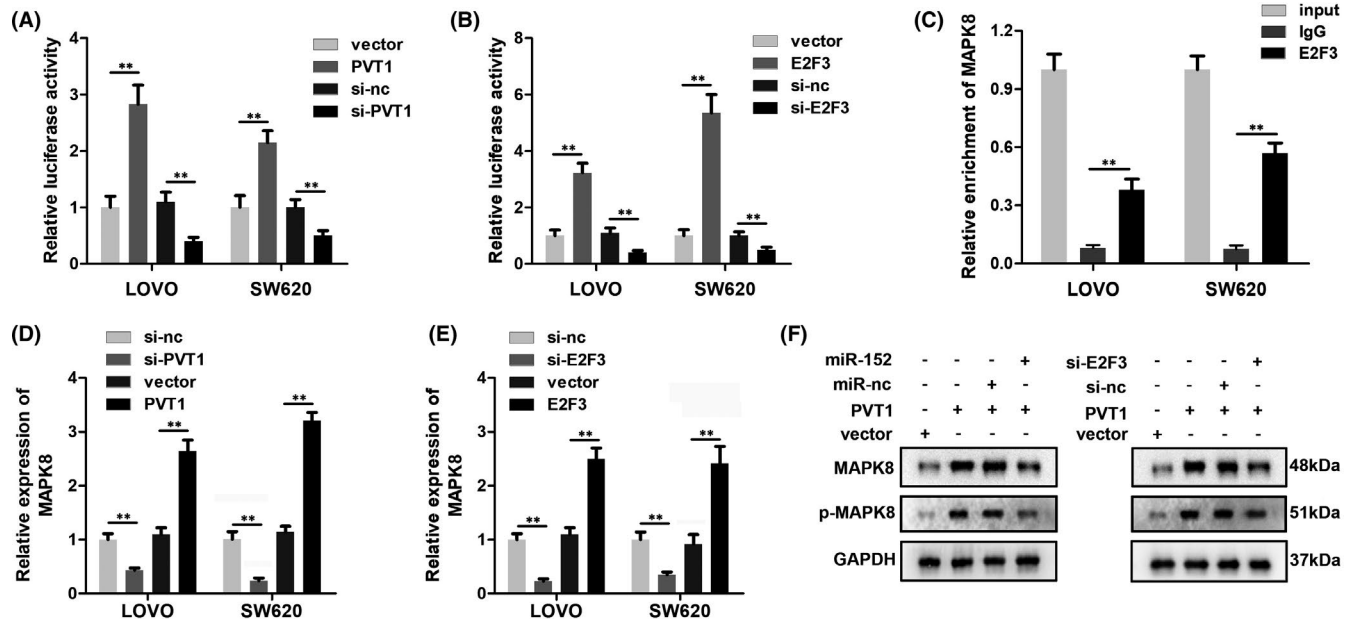 (A)
Relative luciferase activity
4
3
2
1
0
vector
PVT1
si-nc
si-PVT1
**
**
**
**
LOVO
SW620
(B)
Relative luciferase activity
8
6
4
2
0
vector
E2F3
si-nc
si-E2F3
**
**
**
**
LOVO
SW620
(C)
Relative enrichment of MAPK8
1.2
0.9
0.6
0.3
0.0
input
IgG
E2F3
**
**
LOVO
SW620
(D)
Relative expression of
MAPK8
4
3
2
1
0
si-nc
si-PVT1
vector
PVT1
**
**
**
**
LOVO
SW620
(E)
Relative expression of
MAPK8
4
3
2
1
0
si-nc
si-E2F3
vector
E2F3
**
**
**
**
LOVO
SW620
(F)
miR-152 - - - +
miR-nc - - + -
PVT1 - + + +
vector + - - -
MAPK8
p-MAPK8
GAPDH
si-E2F3 - - - +
si-nc - - + -
PVT1 - + + +
vector + - - -
48kDa
51kDa
37kDa